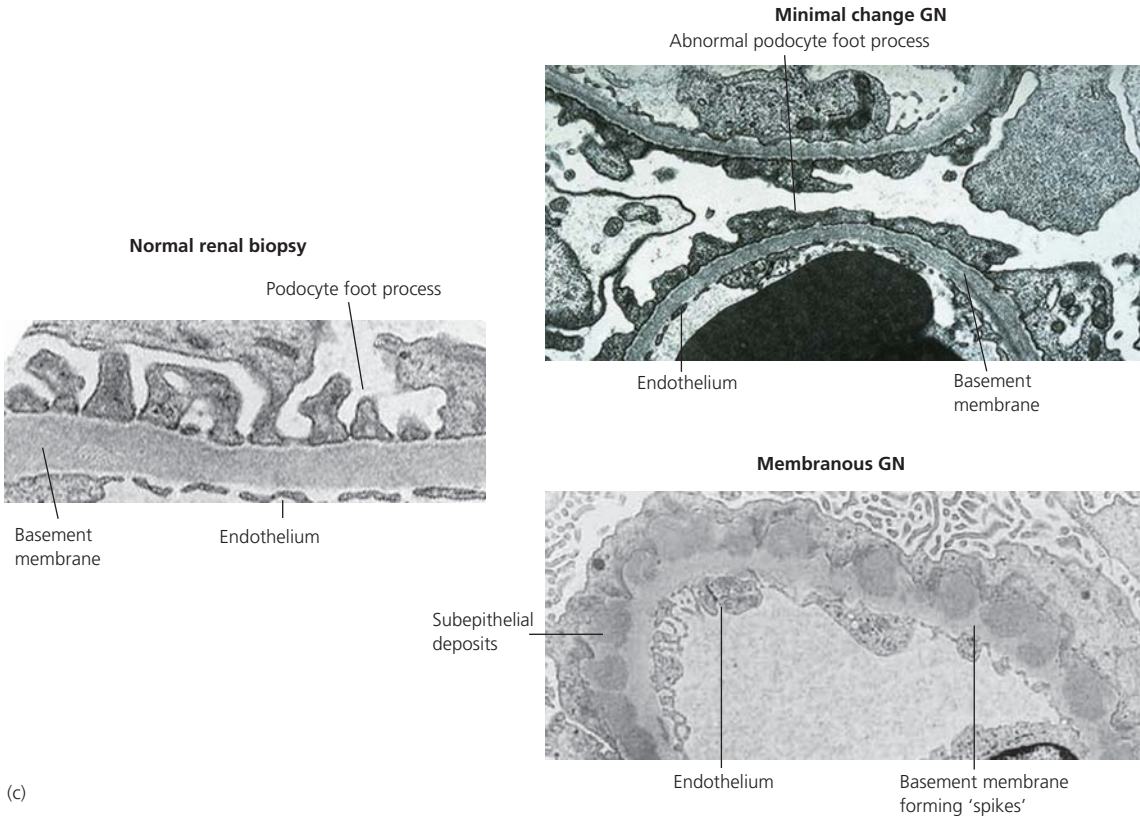 Minimal change GN
Abnormal podocyte foot process
Endothelium
Basement
membrane
Normal renal biopsy
Podocyte foot process
Basement
membrane
Endothelium
Membranous GN
Subepithelial
deposits
Endothelium
Basement membrane
forming ‘spikes’
(c)